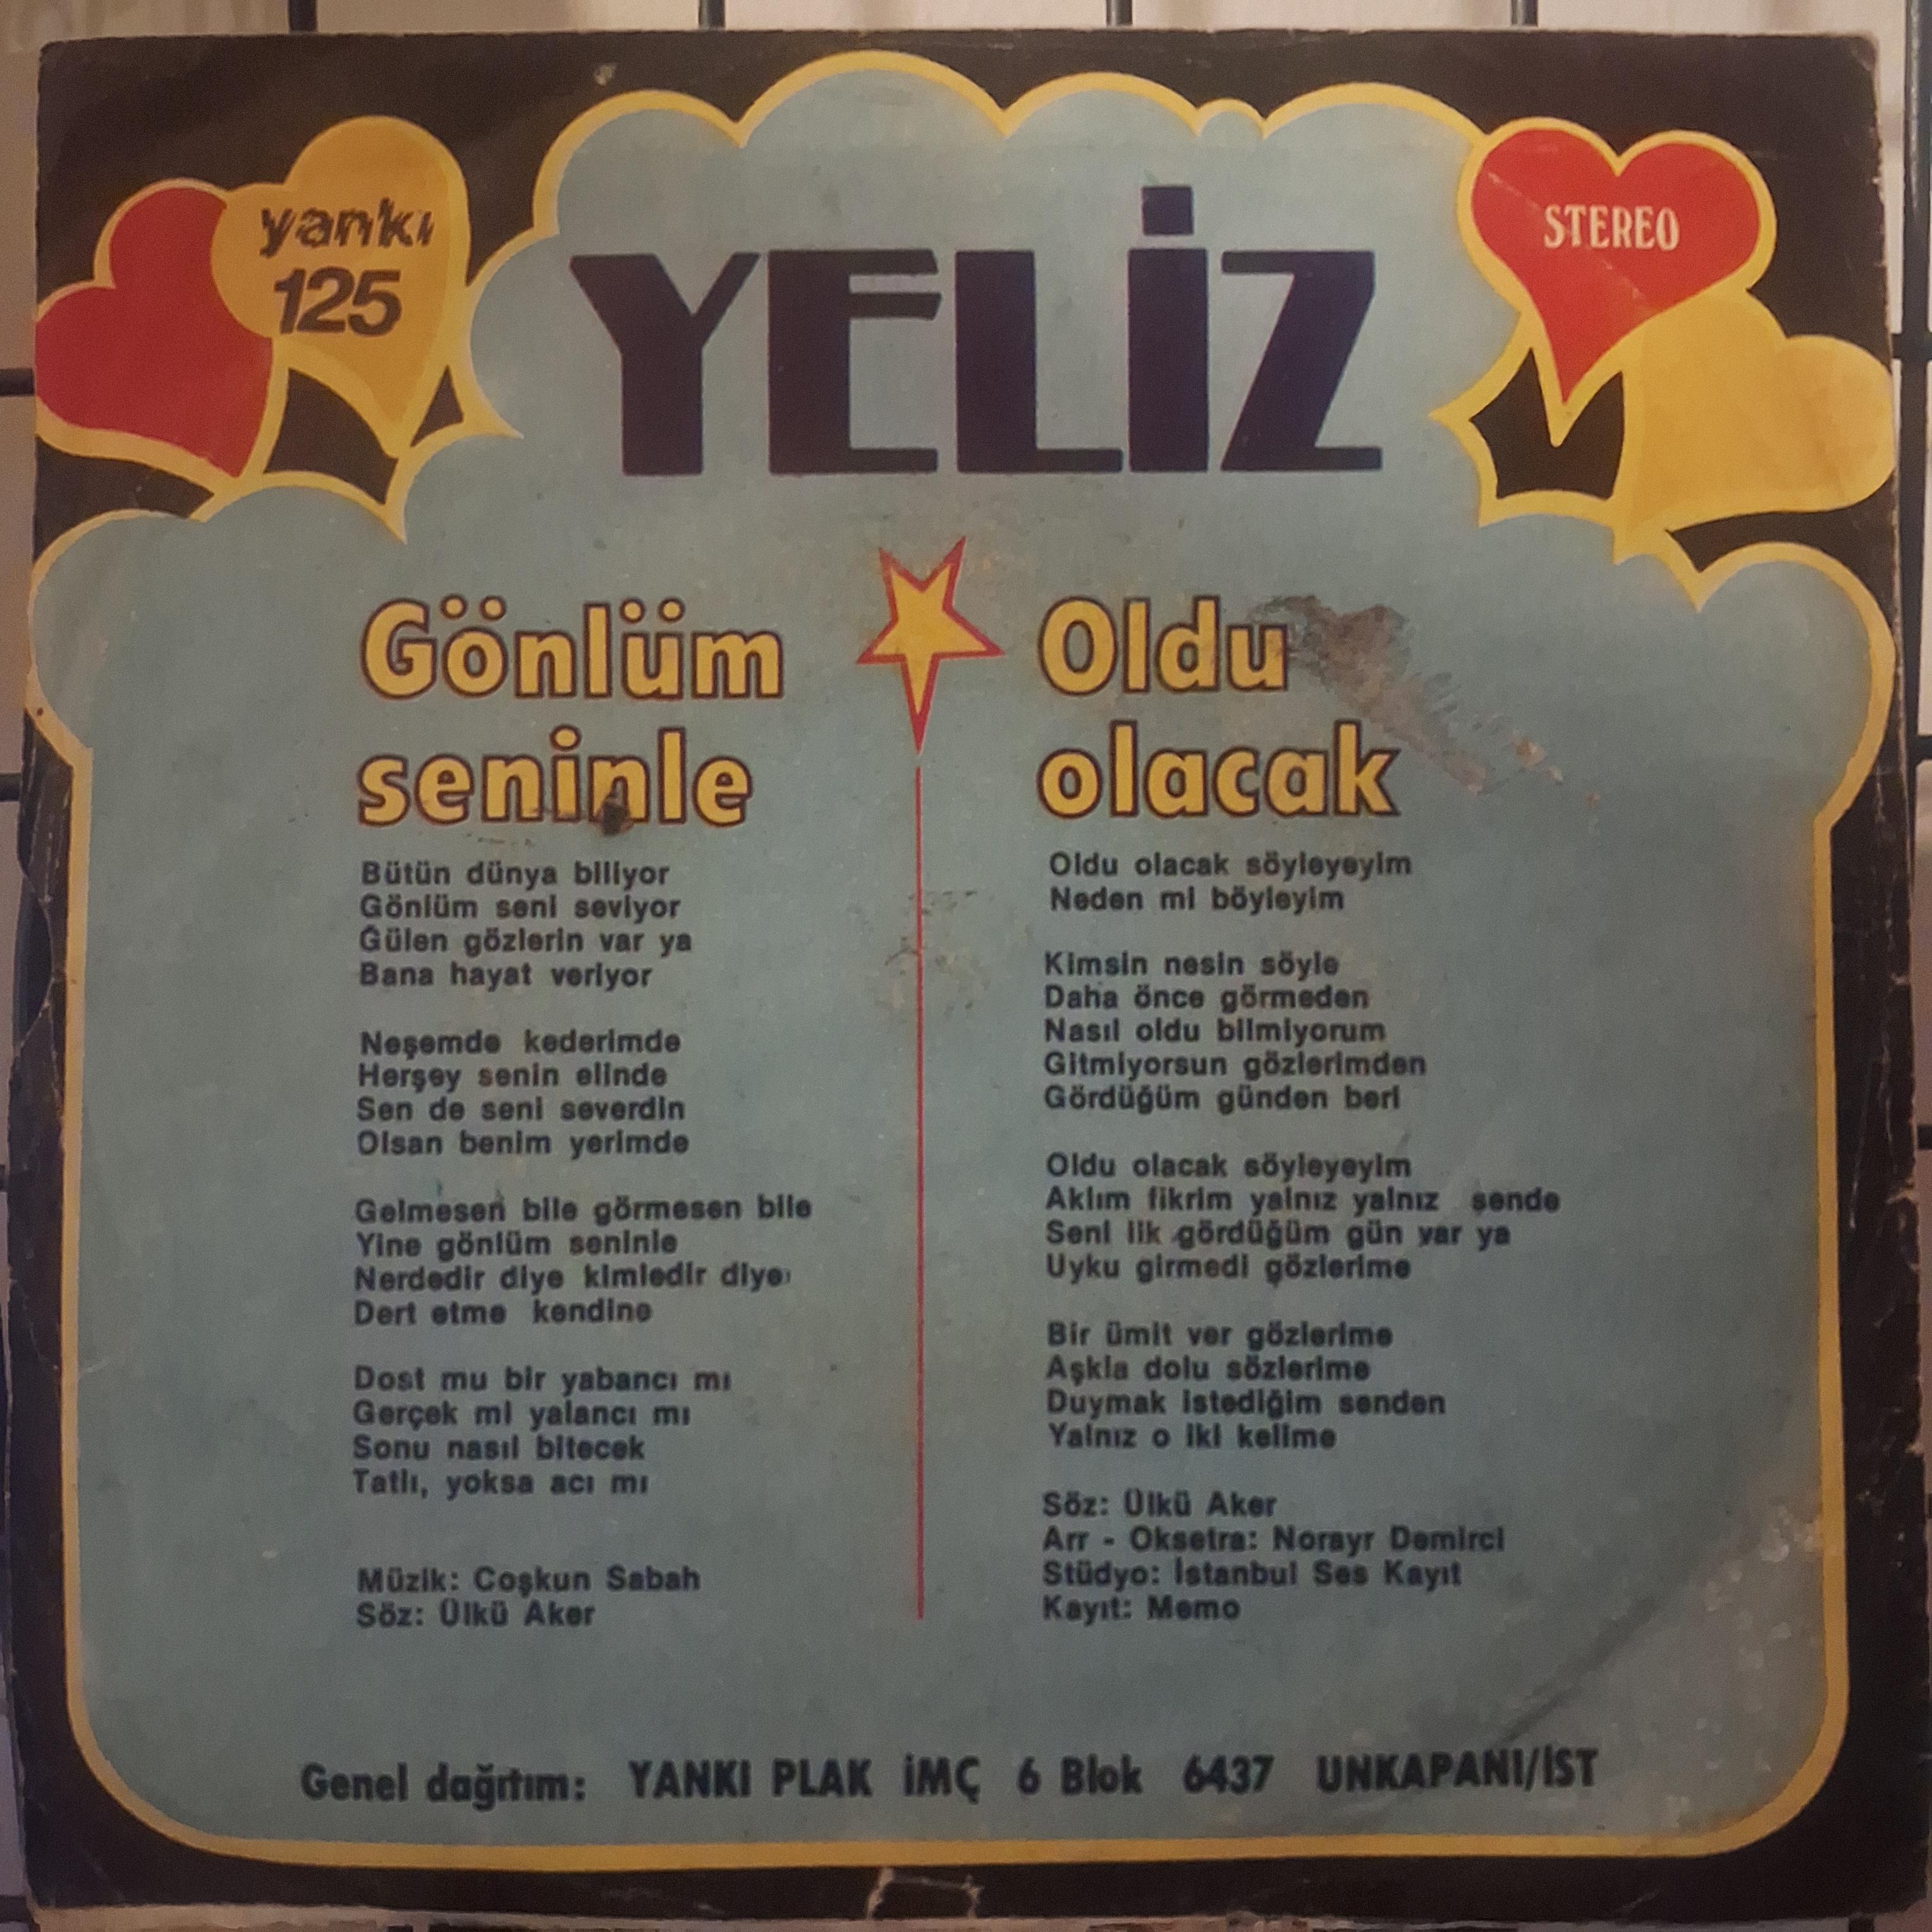 yankı
125
YELİZ
STEREO
Gönlüm
seninle
Bütün dünya biliyor
Gönlüm seni seviyor
Gülen gözlerin var ya
Bana hayat veriyor
Neşemde kederimde
Herşey senin elinde
Sen de seni severdin
Olsan benim yerimde
Gelmesen bile görmesen bile
Yine gönlüm seninle
Nerdedir diye kimledir diye
Dert etme kendine
Dost mu bir yabancı mı
Gerçek mi yalancı mı
Sonu nasıl bitecek
Tatlı, yoksa acı mı
Müzik: Coşkun Sabah
Söz: Ülkü Aker
Oldu
olacak
Oldu olacak söyleyeyim
Neden mi böyleyim
Kimsin nesin söyle
Daha önce görmeden
Nasıl oldu bilmiyorum
Gitmiyorsun gözlerimden
Gördüğüm günden beri
Oldu olacak söyleyeyim
Aklım fikrim yalnız yalnız sende
Seni ilk gördüğüm gün var ya
Uyku girmedi gözlerime
Bir ümit ver gözlerime
Aşkla dolu sözlerime
Duymak istediğim senden
Yalnız o iki kelime
Söz: Ülkü Aker
Arr - Oksetra: Norayr Demirci
Stüdyo: İstanbul Ses Kayıt
Kayıt: Memo
Genel dağıtım: YANKI PLAK İMÇ 6 Blok 6437 UNKAPANI/İST